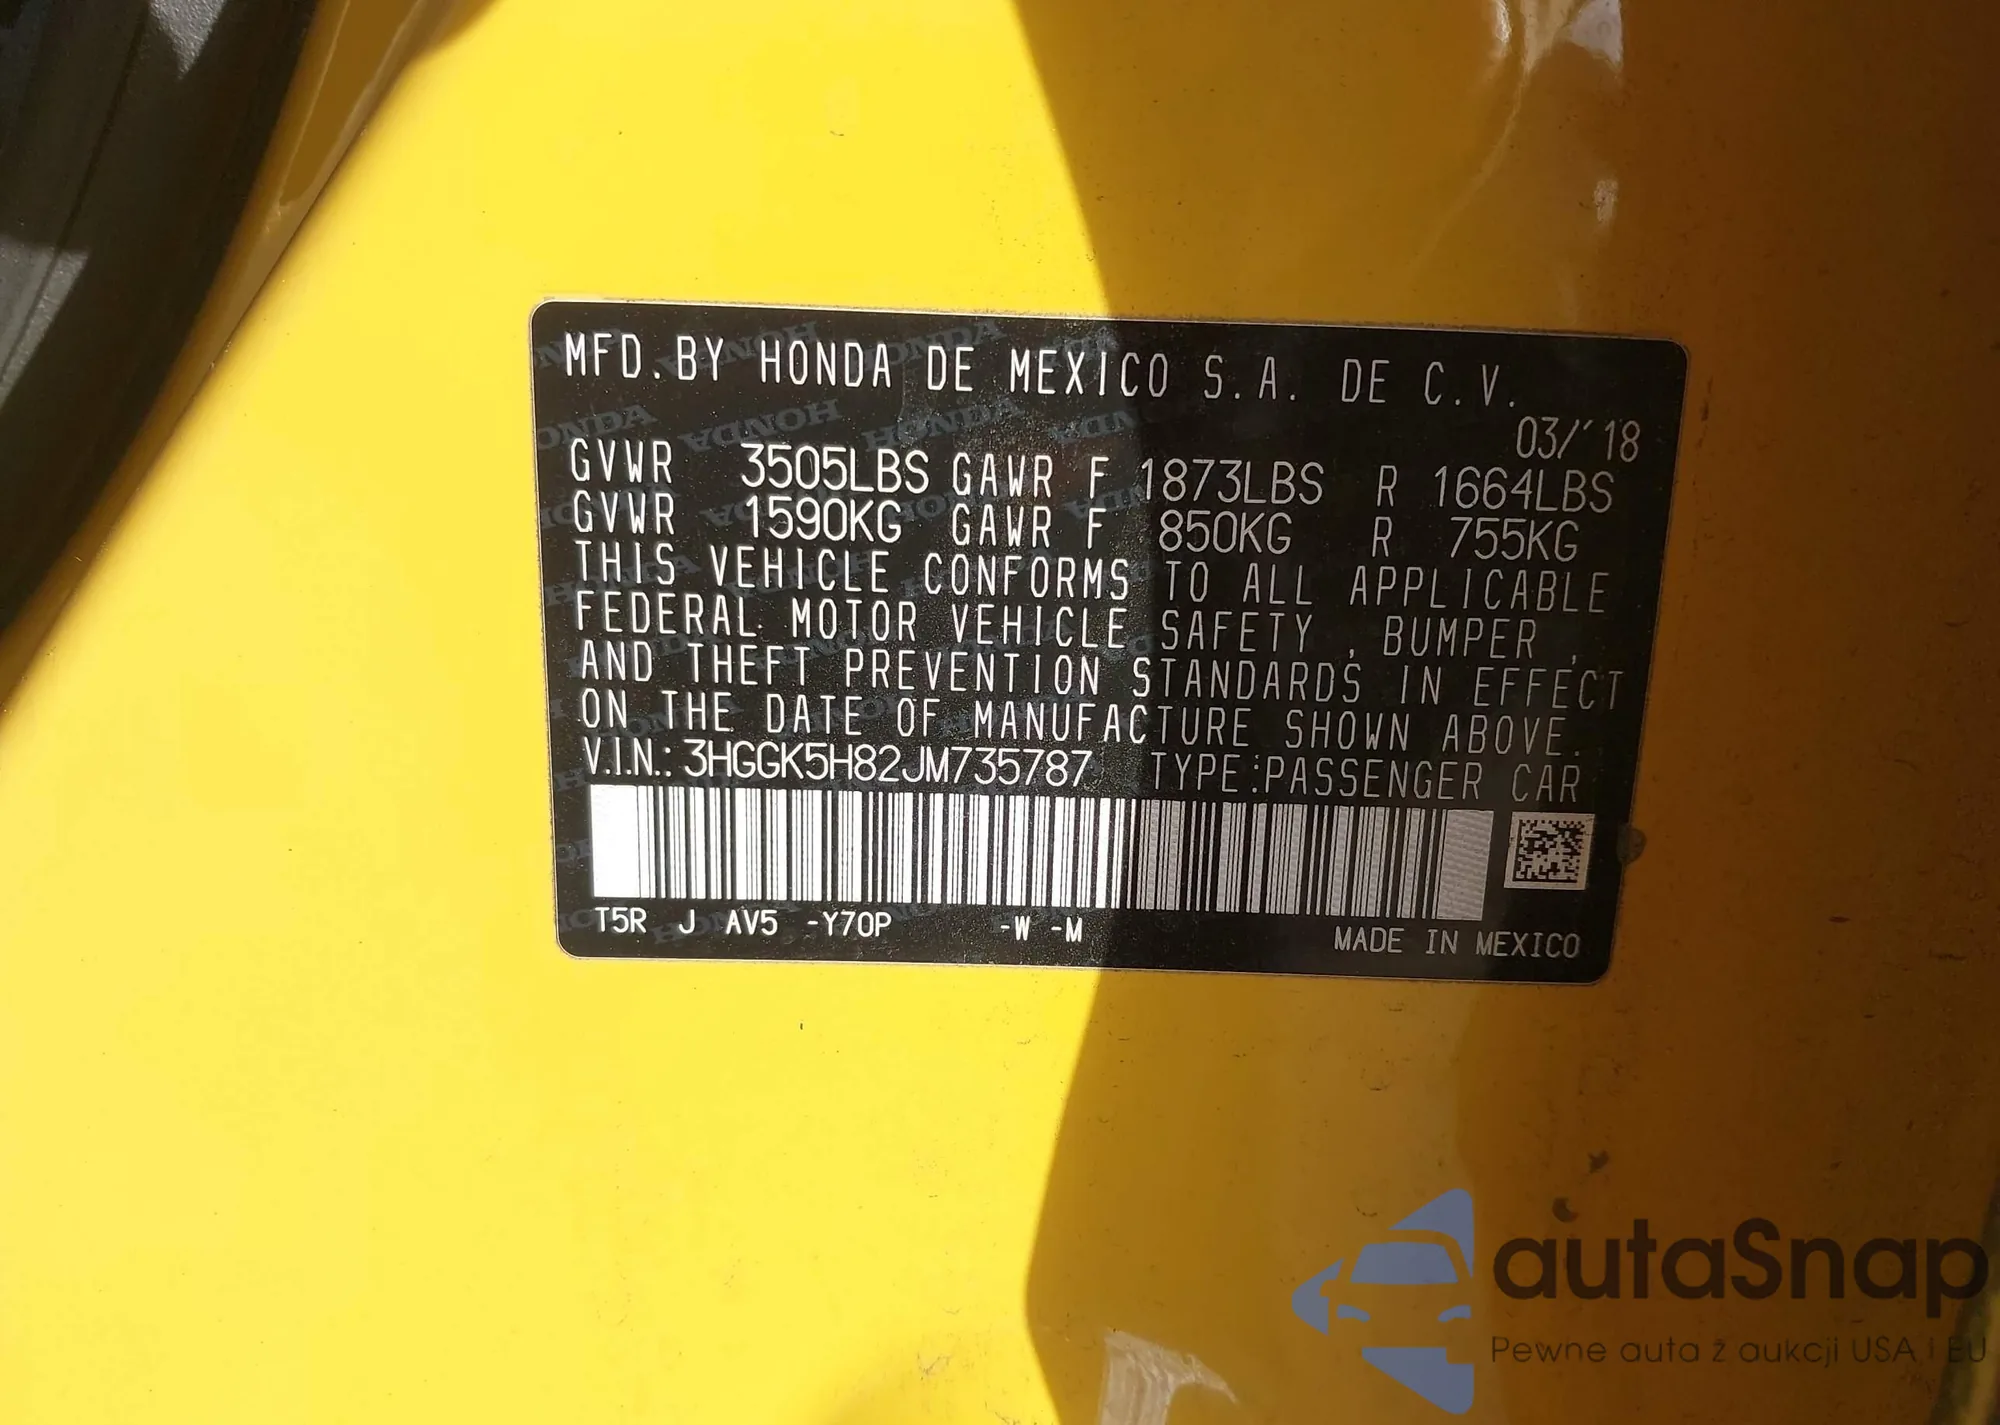 MFD.BY HONDA DE MEXICO S.A. DE C.V.
03/'18
GVWR 3505LBS GAWR F 1873LBS R 1664LBS
GVWR 1590KG GAWR F 850KG R 755KG
THIS VEHICLE CONFORMS TO ALL APPLICABLE
FEDERAL MOTOR VEHICLE SAFETY , BUMPER ,
AND THEFT PREVENTION STANDARDS IN EFFECT
ON THE DATE OF MANUFACTURE SHOWN ABOVE.
V.I.N.: 3HGGK5H82JM735787 TYPE:PASSENGER CAR
T5R J AV5 -Y70P -W -M
MADE IN MEXICO
autaSnap
Pewne auta z aukcji USA i EU